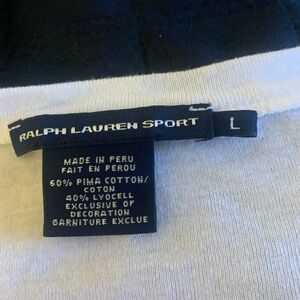 RALPH LAUREN SPORT
L
MADE IN PERU
FAIT EN PEROU
60% PIMA COTTON/
COTON
40% LYOCELL
EXCLUSIVE OF
DECORATION
GARNITURE EXCLUE